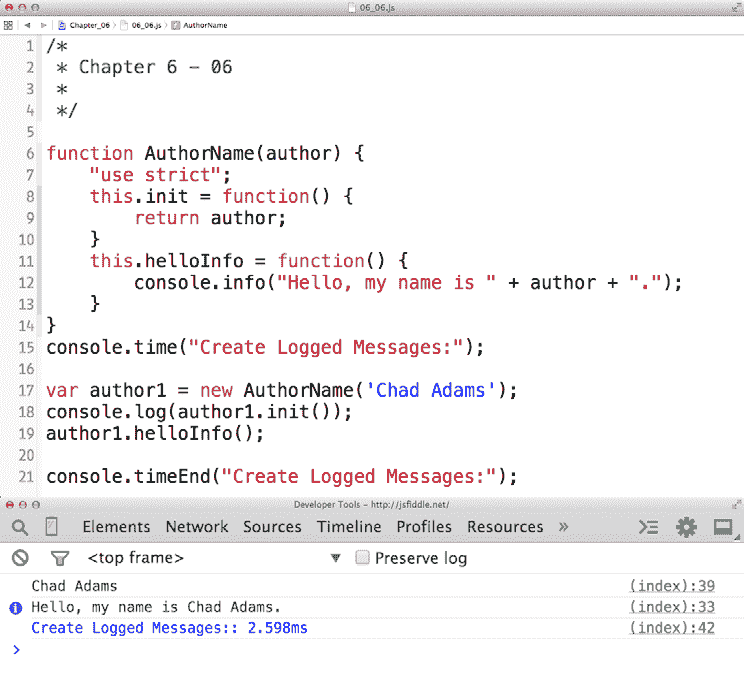 06_06.js
Chapter_06 › 06_06.js › AuthorName
1 /*
2  * Chapter 6 - 06
3  *
4  */
5
6 function AuthorName(author) {
7     "use strict";
8     this.init = function() {
9         return author;
10     }
11     this.helloInfo = function() {
12         console.info("Hello, my name is " + author + ".");
13     }
14 }
15 console.time("Create Logged Messages:");
16
17 var author1 = new AuthorName('Chad Adams');
18 console.log(author1.init());
19 author1.helloInfo();
20
21 console.timeEnd("Create Logged Messages:");
Developer Tools - http://jsfiddle.net/
Elements Network Sources Timeline Profiles Resources »
<top frame> ▼ Preserve log
Chad Adams (index):39
Hello, my name is Chad Adams. (index):33
Create Logged Messages:: 2.598ms (index):42
>